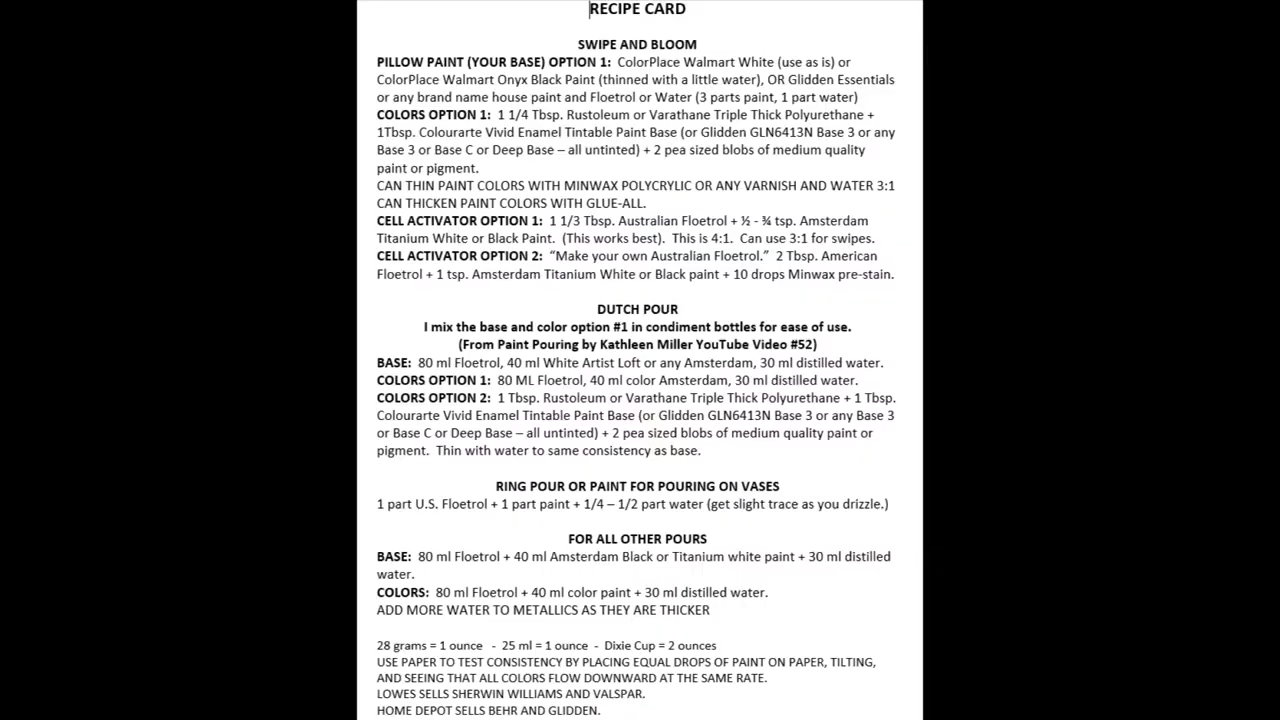 RECIPE CARD
SWIPE AND BLOOM
PILLOW PAINT (YOUR BASE) OPTION 1: ColorPlace Walmart White (use as is) or
ColorPlace Walmart Onyx Black Paint (thinned with a little water), OR Glidden Essentials
or any brand name house paint and Floetrol or Water (3 parts paint, 1 part water)
COLORS OPTION 1: 1 1/4 Tbsp. Rustoleum or Varathane Triple Thick Polyurethane +
1Tbsp. Colourarte Vivid Enamel Tintable Paint Base (or Glidden GLN6413N Base 3 or any
Base 3 or Base C or Deep Base – all untinted) + 2 pea sized blobs of medium quality
paint or pigment.
CAN THIN PAINT COLORS WITH MINWAX POLYCRYLIC OR ANY VARNISH AND WATER 3:1
CAN THICKEN PAINT COLORS WITH GLUE-ALL.
CELL ACTIVATOR OPTION 1: 1 1/3 Tbsp. Australian Floetrol + ½ - ¾ tsp. Amsterdam
Titanium White or Black Paint. (This works best). This is 4:1. Can use 3:1 for swipes.
CELL ACTIVATOR OPTION 2: “Make your own Australian Floetrol.” 2 Tbsp. American
Floetrol + 1 tsp. Amsterdam Titanium White or Black paint + 10 drops Minwax pre-stain.
DUTCH POUR
I mix the base and color option #1 in condiment bottles for ease of use.
(From Paint Pouring by Kathleen Miller YouTube Video #52)
BASE: 80 ml Floetrol, 40 ml White Artist Loft or any Amsterdam, 30 ml distilled water.
COLORS OPTION 1: 80 ML Floetrol, 40 ml color Amsterdam, 30 ml distilled water.
COLORS OPTION 2: 1 Tbsp. Rustoleum or Varathane Triple Thick Polyurethane + 1 Tbsp.
Colourarte Vivid Enamel Tintable Paint Base (or Glidden GLN6413N Base 3 or any Base 3
or Base C or Deep Base – all untinted) + 2 pea sized blobs of medium quality paint or
pigment. Thin with water to same consistency as base.
RING POUR OR PAINT FOR POURING ON VASES
1 part U.S. Floetrol + 1 part paint + 1/4 – 1/2 part water (get slight trace as you drizzle.)
FOR ALL OTHER POURS
BASE: 80 ml Floetrol + 40 ml Amsterdam Black or Titanium white paint + 30 ml distilled
water.
COLORS: 80 ml Floetrol + 40 ml color paint + 30 ml distilled water.
ADD MORE WATER TO METALLICS AS THEY ARE THICKER
28 grams = 1 ounce - 25 ml = 1 ounce - Dixie Cup = 2 ounces
USE PAPER TO TEST CONSISTENCY BY PLACING EQUAL DROPS OF PAINT ON PAPER, TILTING,
AND SEEING THAT ALL COLORS FLOW DOWNWARD AT THE SAME RATE.
LOWES SELLS SHERWIN WILLIAMS AND VALSPAR.
HOME DEPOT SELLS BEHR AND GLIDDEN.